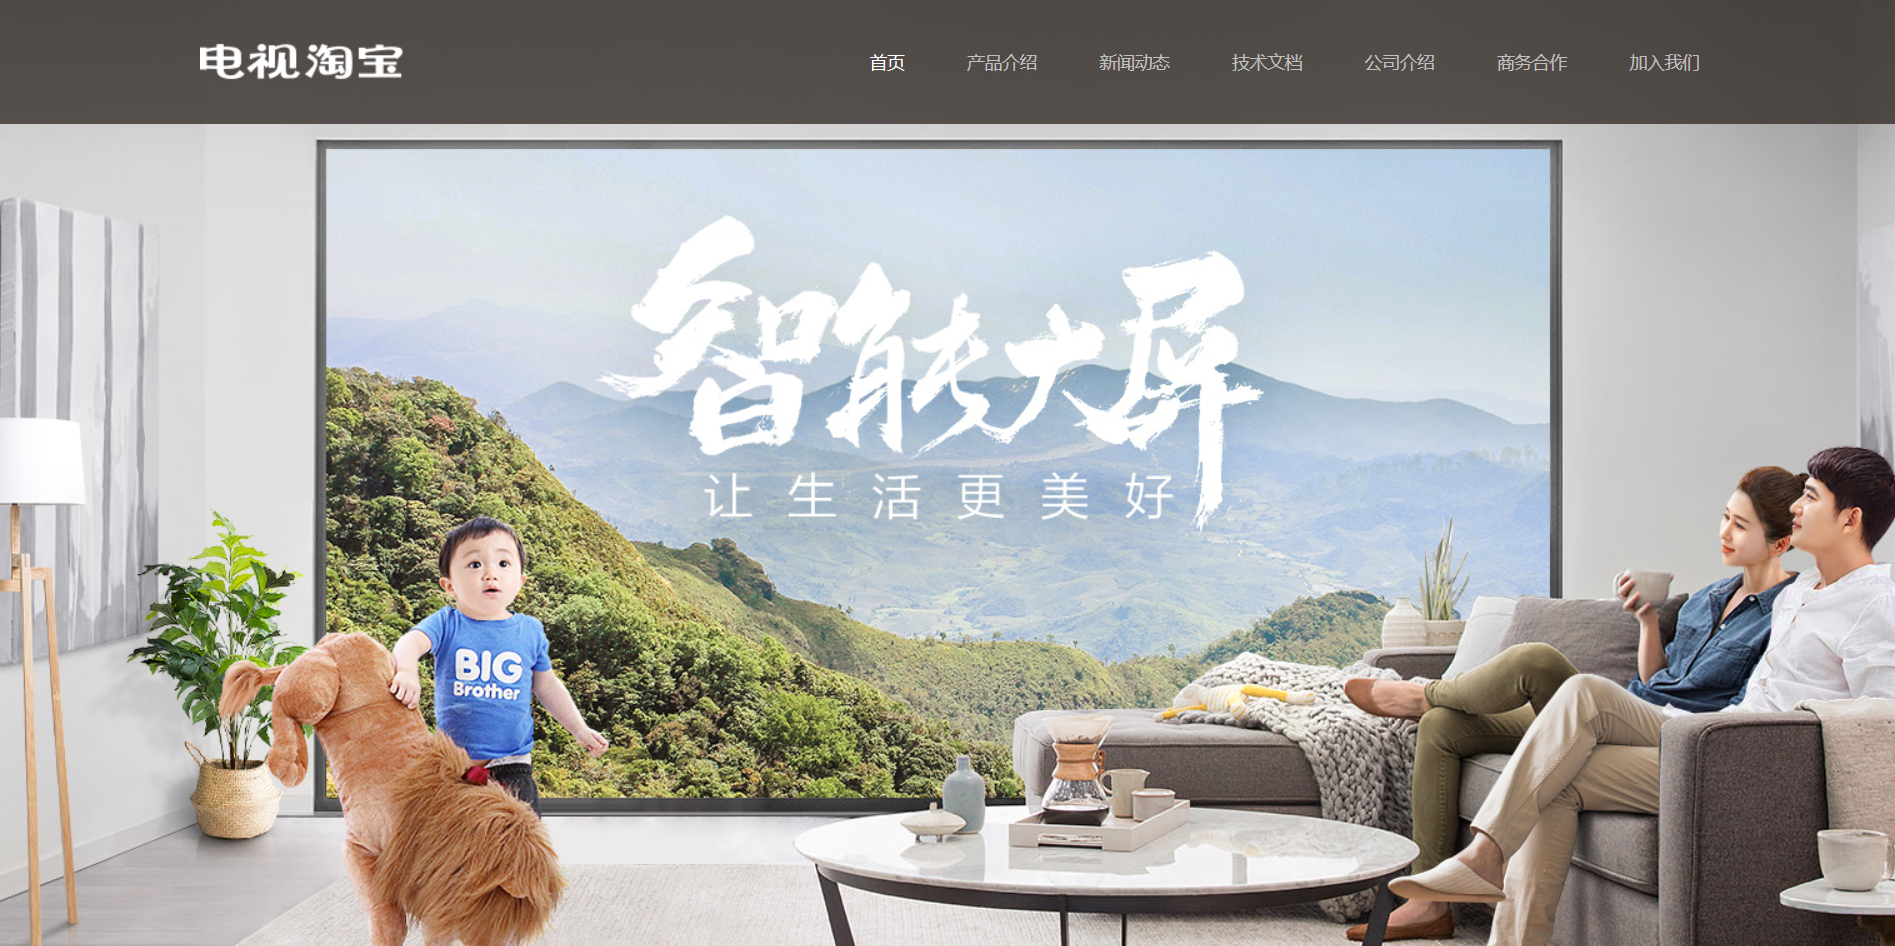 电视淘宝
首页 产品介绍 新闻动态 技术文档 公司介绍 商务合作 加入我们
智能大屏
让生活更美好
BIG
Brother